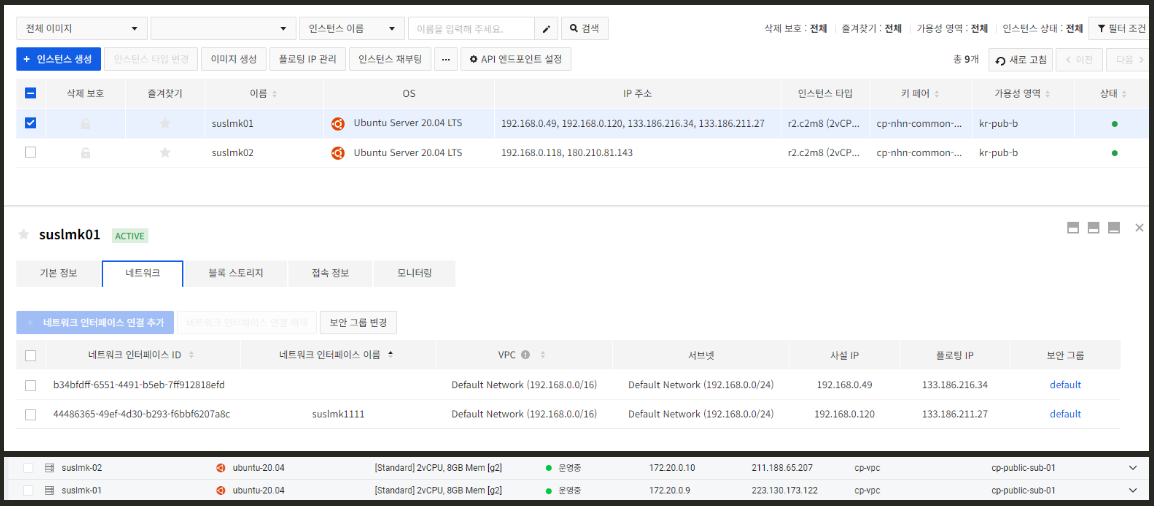 전체 이미지 인스턴스 이름 이름을 입력해 주세요. 검색 삭제 보호 : 전체 즐겨찾기 : 전체 가용성 영역 : 전체 인스턴스 상태 : 전체 필터 조건
+ 인스턴스 생성 인스턴스 타입 변경 이미지 생성 플로팅 IP 관리 인스턴스 재부팅 ... API 엔드포인트 설정 총 9개 새로 고침 < 이전 다음 >
삭제 보호 즐겨찾기 이름 OS IP 주소 인스턴스 타입 키 페어 가용성 영역 상태
suslmk01 Ubuntu Server 20.04 LTS 192.168.0.49, 192.168.0.120, 133.186.216.34, 133.186.211.27 r2.c2m8 (2vCP... cp-nhn-common-... kr-pub-b
suslmk02 Ubuntu Server 20.04 LTS 192.168.0.118, 180.210.81.143 r2.c2m8 (2vCP... cp-nhn-common-... kr-pub-b
suslmk01 ACTIVE
기본 정보 네트워크 블록 스토리지 접속 정보 모니터링
+ 네트워크 인터페이스 연결 추가 네트워크 인터페이스 연결 해제 보안 그룹 변경
네트워크 인터페이스 ID 네트워크 인터페이스 이름 VPC 서브넷 사설 IP 플로팅 IP 보안 그룹
b34bfdff-6551-4491-b5eb-7ff912818efd Default Network (192.168.0.0/16) Default Network (192.168.0.0/24) 192.168.0.49 133.186.216.34 default
44486365-49ef-4d30-b293-f6bbf6207a8c suslmk1111 Default Network (192.168.0.0/16) Default Network (192.168.0.0/24) 192.168.0.120 133.186.211.27 default
suslmk-02 ubuntu-20.04 [Standard] 2vCPU, 8GB Mem [g2] 운영중 172.20.0.10 211.188.65.207 cp-vpc cp-public-sub-01
suslmk-01 ubuntu-20.04 [Standard] 2vCPU, 8GB Mem [g2] 운영중 172.20.0.9 223.130.173.122 cp-vpc cp-public-sub-01